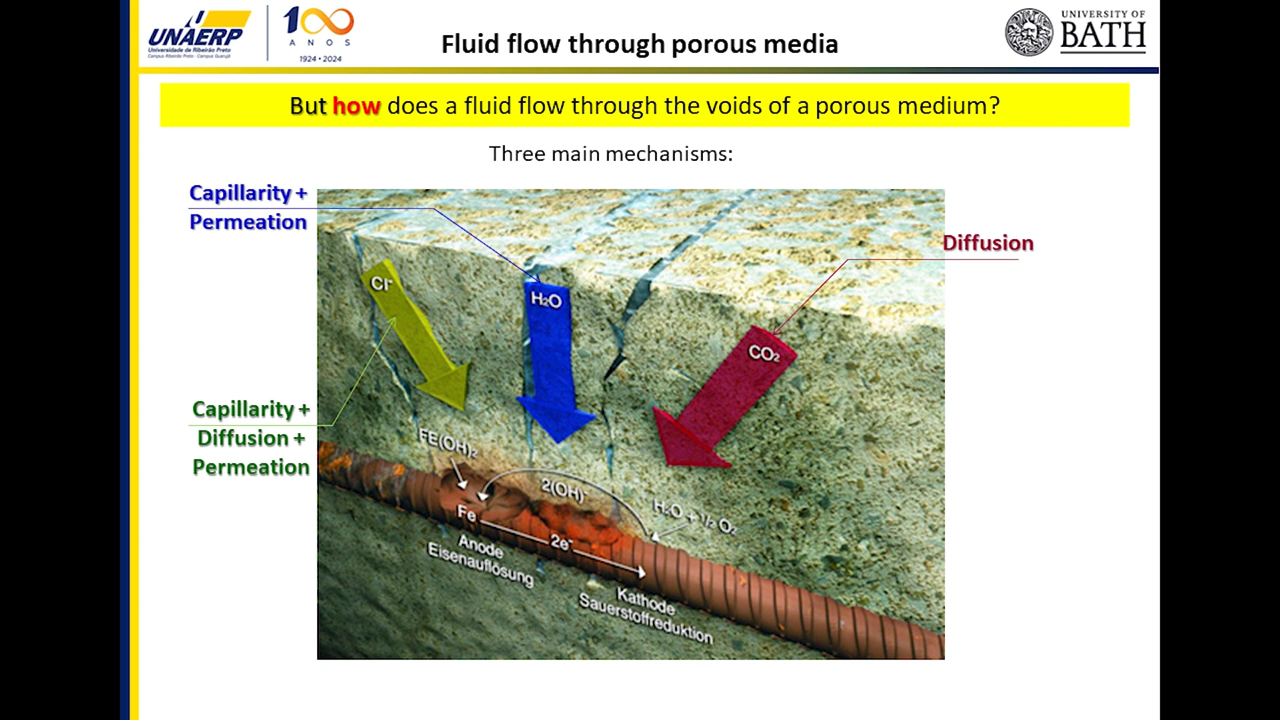 UNAERP
Universidade de Ribeirão Preto
Campus Ribeirão Preto - Campus Guarujá
100
ANOS
1924 • 2024
Fluid flow through porous media
UNIVERSITY OF
BATH
But how does a fluid flow through the voids of a porous medium?
Three main mechanisms:
Capillarity +
Permeation
Diffusion
Cl⁻
H₂O
CO₂
Capillarity +
Diffusion +
Permeation
FE(OH)₂
2(OH)⁻
H₂O + ½ O₂
Fe
2e⁻
Anode
Eisenauflösung
Kathode
Sauerstoffreduktion